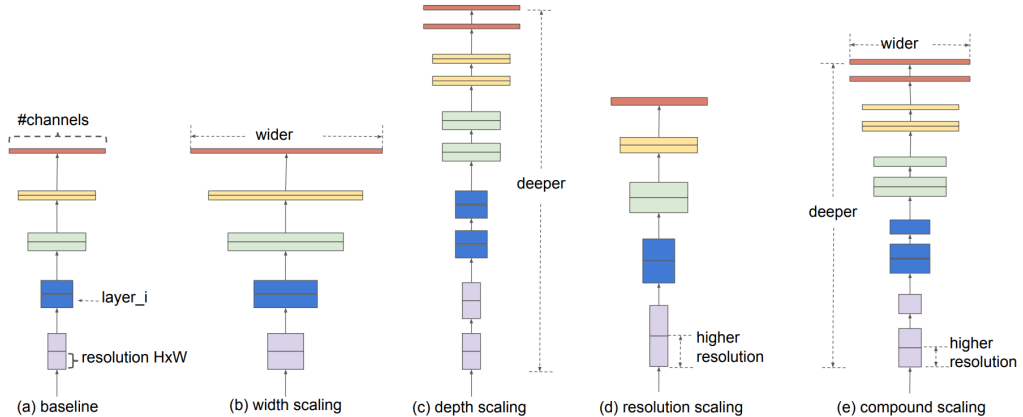 #channels
layer_i
resolution HxW
(a) baseline
wider
(b) width scaling
deeper
(c) depth scaling
higher
resolution
(d) resolution scaling
wider
deeper
higher
resolution
(e) compound scaling